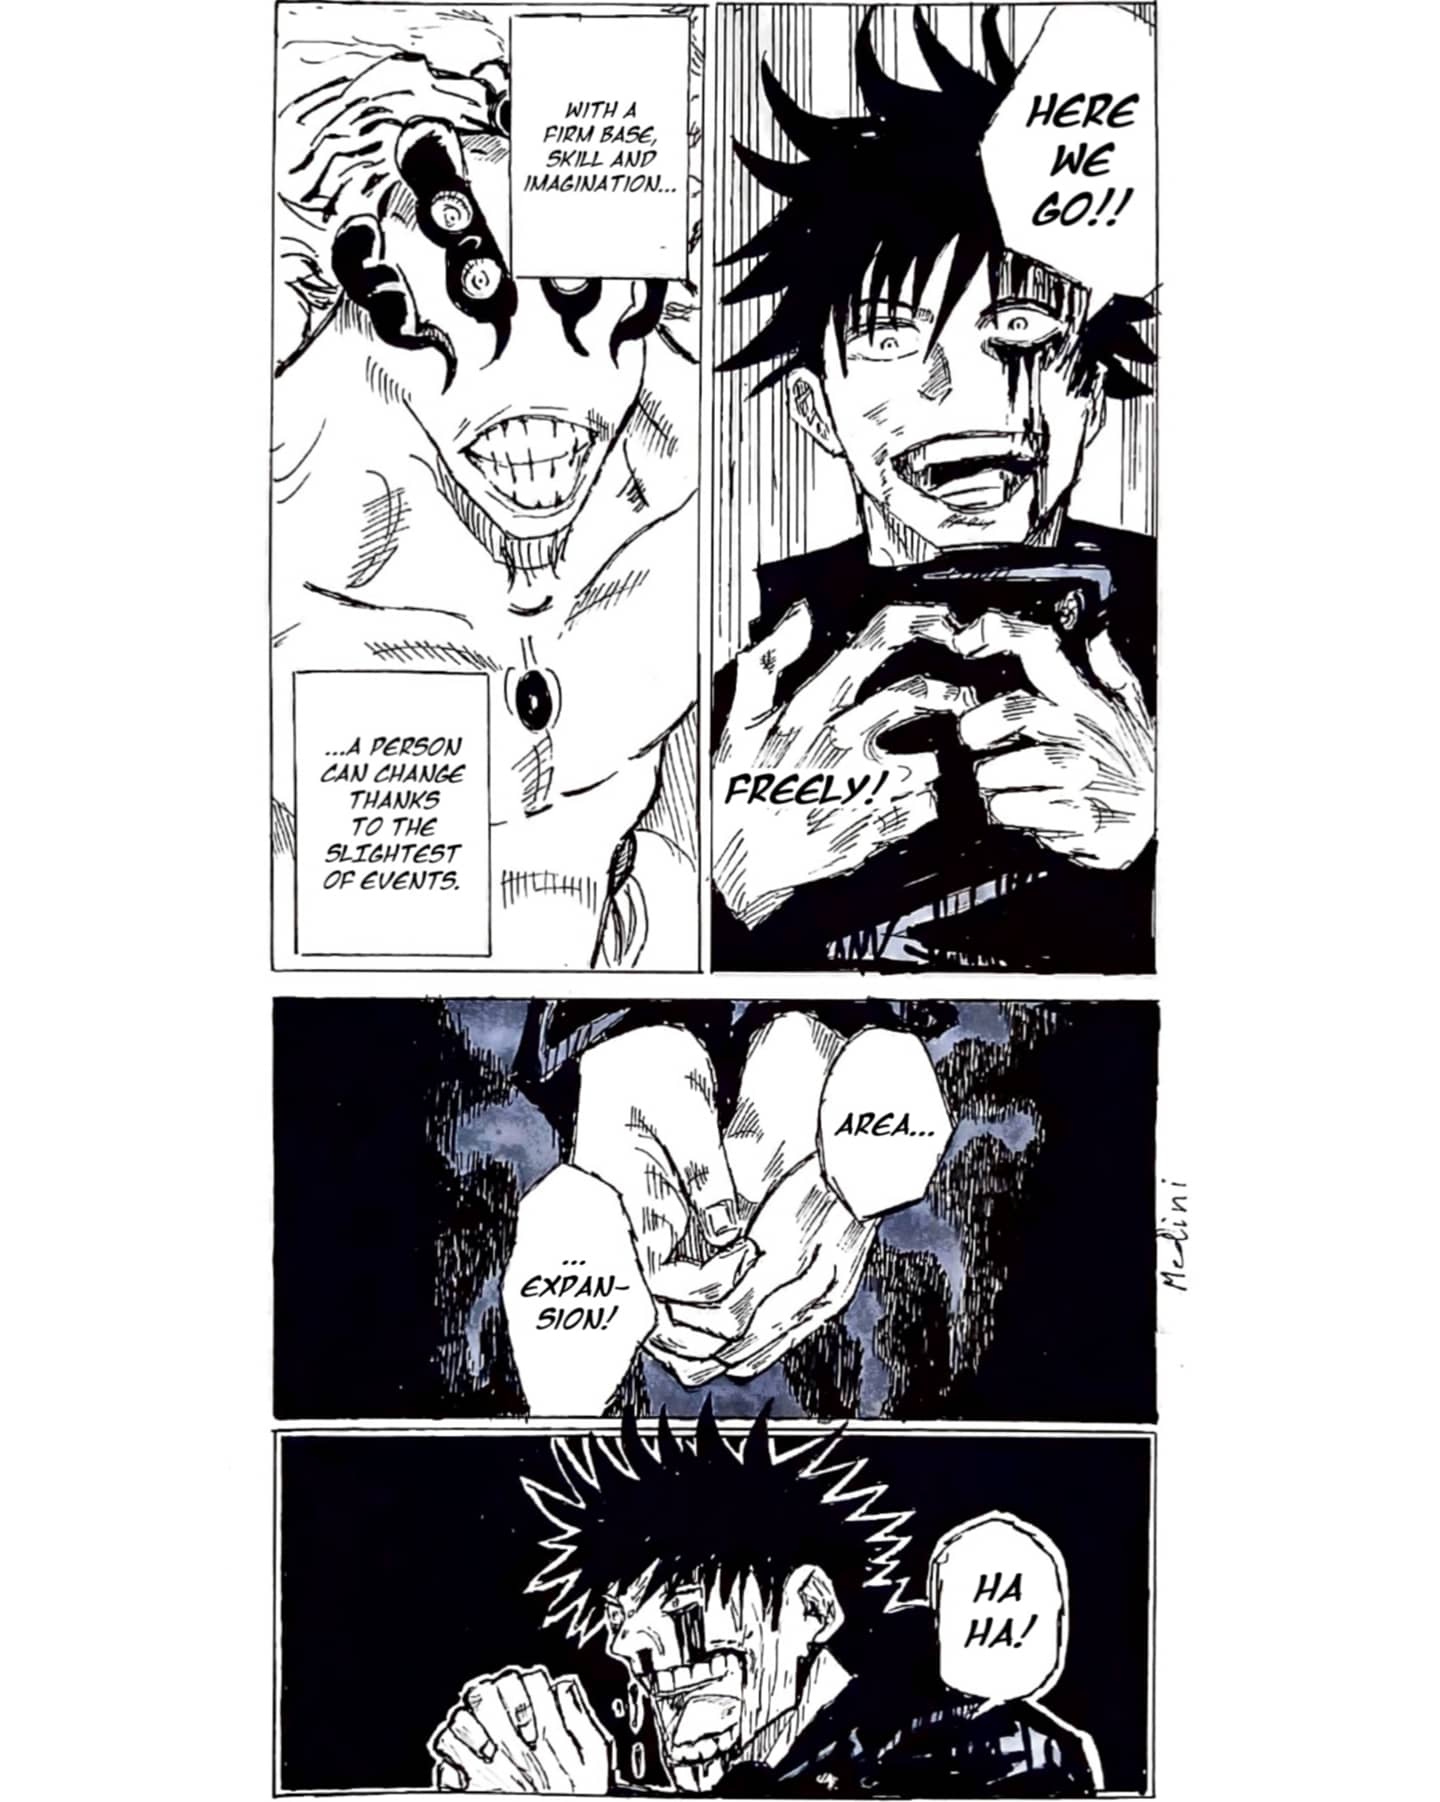 HERE
WE
GO!!
FREELY!
WITH A
FIRM BASE,
SKILL AND
IMAGINATION...
...A PERSON
CAN CHANGE
THANKS
TO THE
SLIGHTEST
OF EVENTS.
AREA...
...
EXPAN-
SION!
HA
HA!
Medini